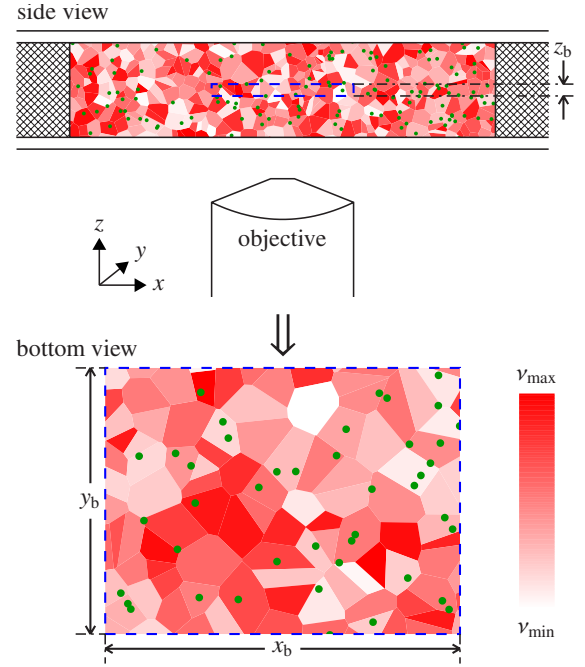 side view
z_b
objective
z
y
x
bottom view
ν_max
y_b
ν_min
x_b